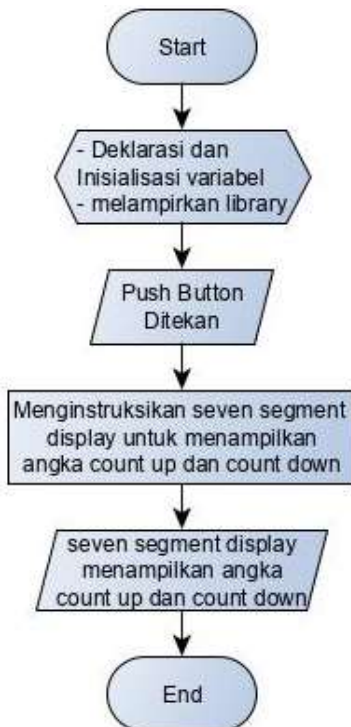 Start
- Deklarasi dan
Inisialisasi variabel
- melampirkan library
Push Button
Ditekan
Menginstruksikan seven segment
display untuk menampilkan
angka count up dan count down
seven segment display
menampilkan angka
count up dan count down
End